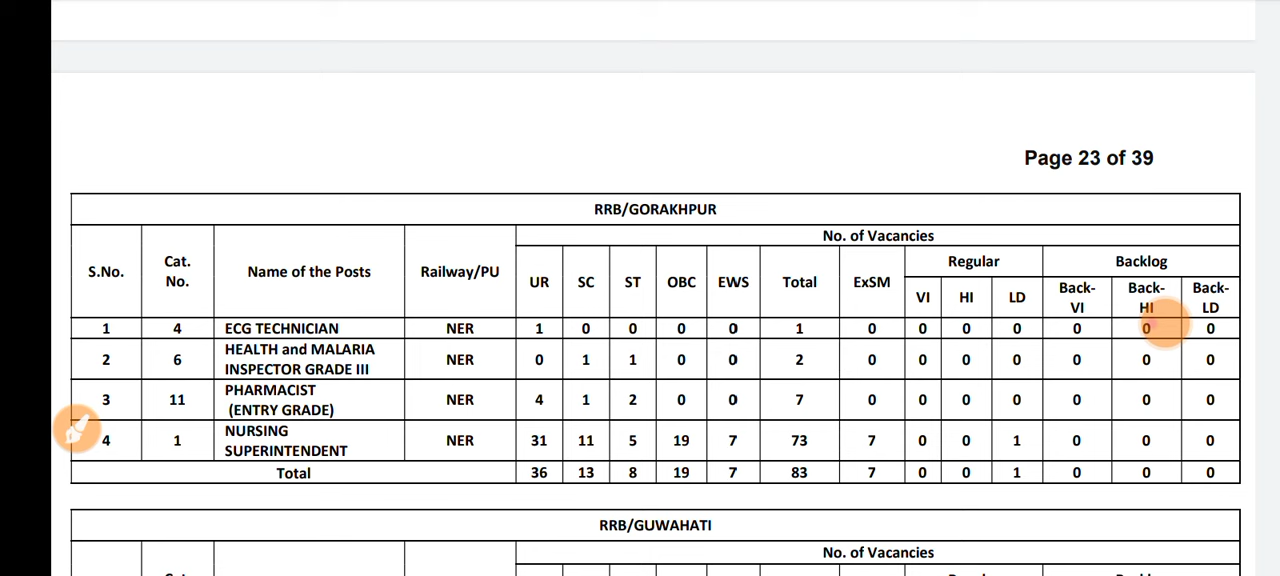 Page 23 of 39
RRB/GORAKHPUR
S.No. Cat. No. Name of the Posts Railway/PU No. of Vacancies
UR SC ST OBC EWS Total ExSM Regular Backlog
VI HI LD Back-VI Back-HI Back-LD
1 4 ECG TECHNICIAN NER 1 0 0 0 0 1 0 0 0 0 0 0 0
2 6 HEALTH and MALARIA INSPECTOR GRADE III NER 0 1 1 0 0 2 0 0 0 0 0 0 0
3 11 PHARMACIST (ENTRY GRADE) NER 4 1 2 0 0 7 0 0 0 0 0 0 0
4 1 NURSING SUPERINTENDENT NER 31 11 5 19 7 73 7 0 0 1 0 0 0
Total 36 13 8 19 7 83 7 0 0 1 0 0 0
RRB/GUWAHATI
No. of Vacancies